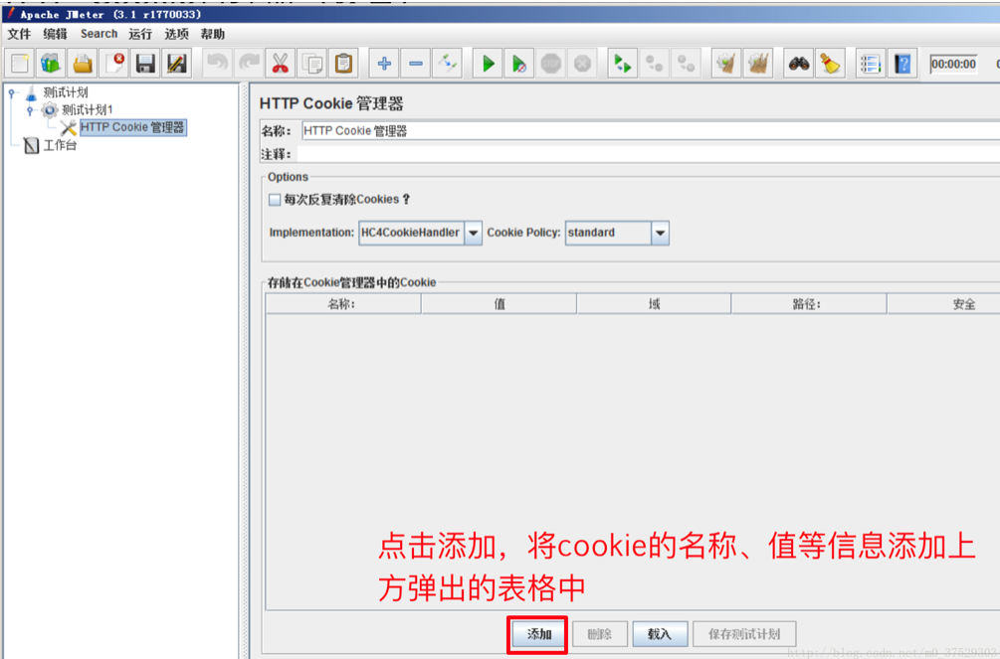 Apache JMeter (3.1 r1770033)
文件 编辑 Search 运行 选项 帮助
00:00:00
测试计划
测试计划1
HTTP Cookie 管理器
工作台
HTTP Cookie 管理器
名称: HTTP Cookie 管理器
注释:
Options
每次反复清除Cookies ?
Implementation: HC4CookieHandler Cookie Policy: standard
存储在Cookie管理器中的Cookie
名称: 值 域 路径: 安全
点击添加，将cookie的名称、值等信息添加上
方弹出的表格中
添加 删除 载入 保存测试计划